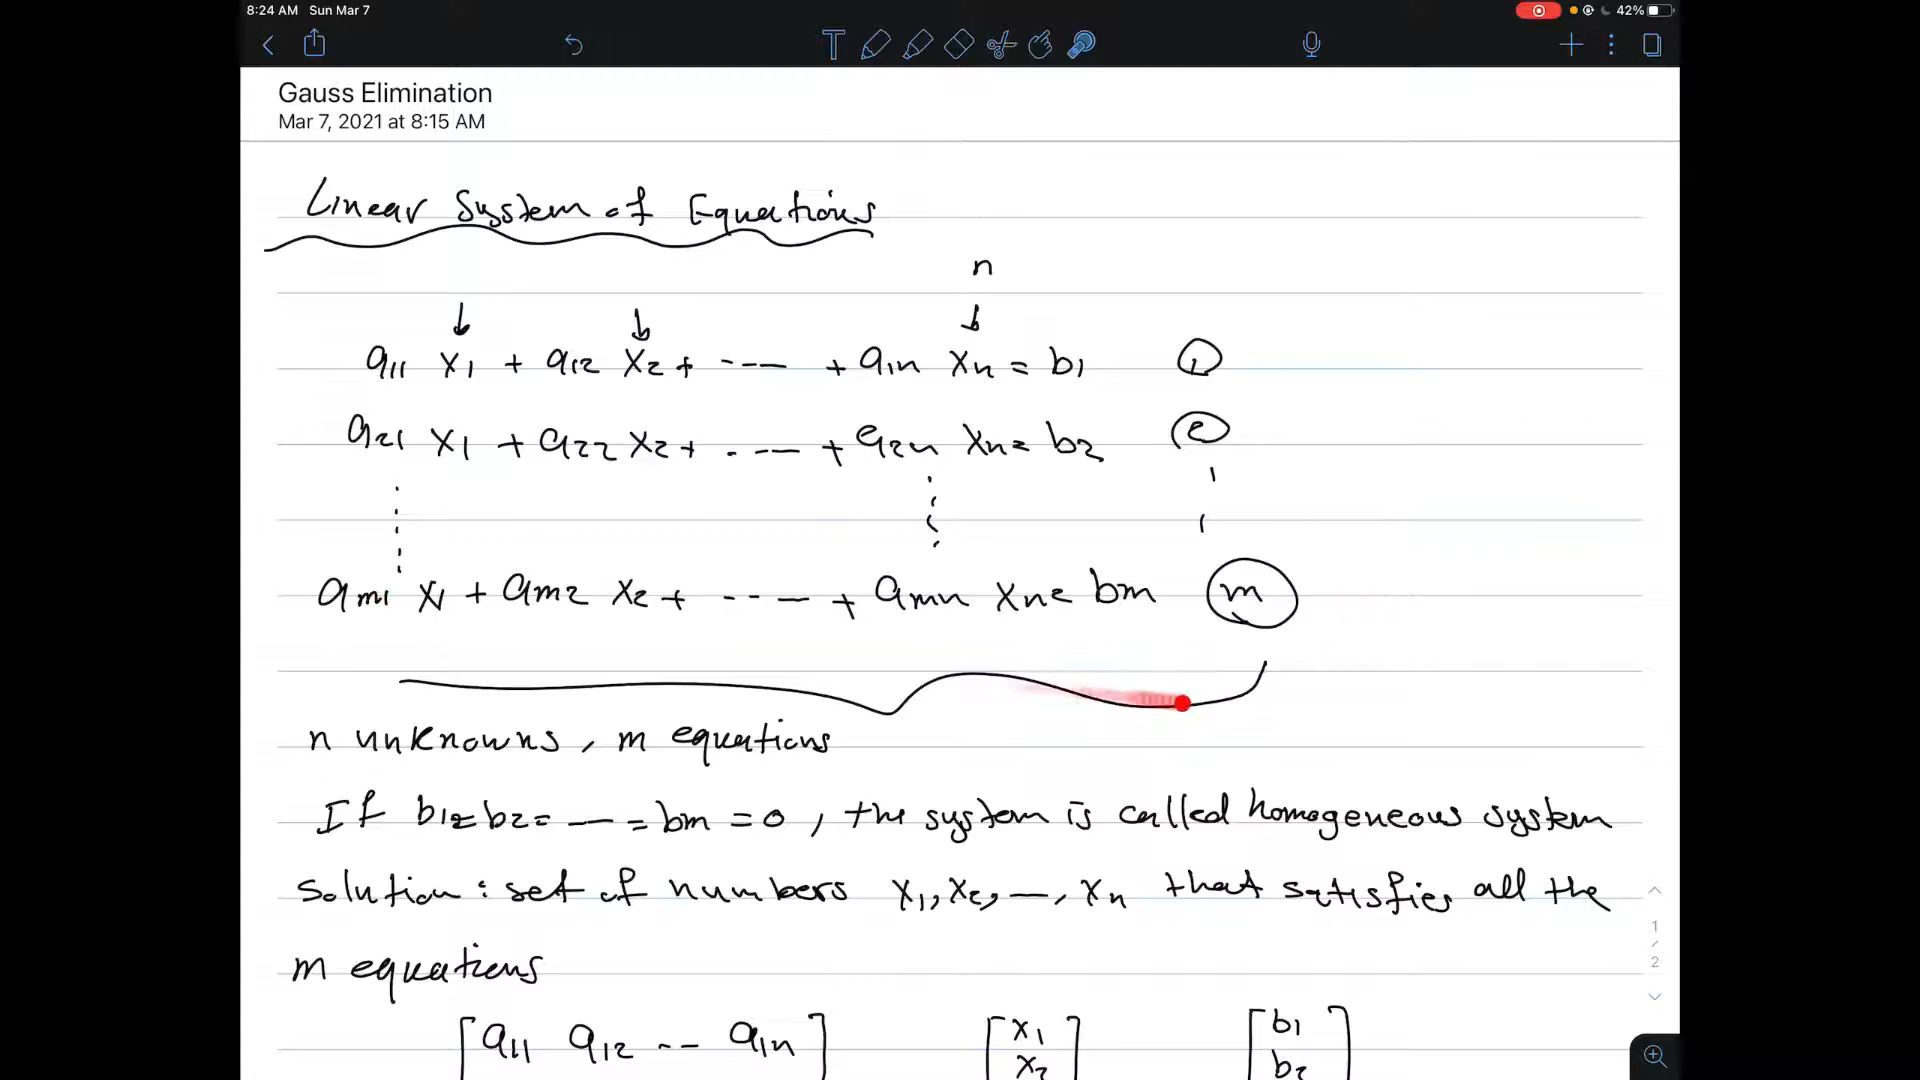 8:24 AM Sun Mar 7
42%
Gauss Elimination
Mar 7, 2021 at 8:15 AM
Linear System of Equations
n
a11 x1 + a12 x2 + ---- + a1n xn = b1 1
a21 x1 + a22 x2 + ---- + a2n xn = b2 2
am1 x1 + am2 x2 + ---- + amn xn = bm m
n unknowns, m equations
If b1 = b2 = — = bm = 0, the system is called homogeneous system
solution: set of numbers x1, x2, —, xn that satisfies all the
m equations
[a11 a12 -- a1n] [x1 [b1
x2 b2
1
/
2